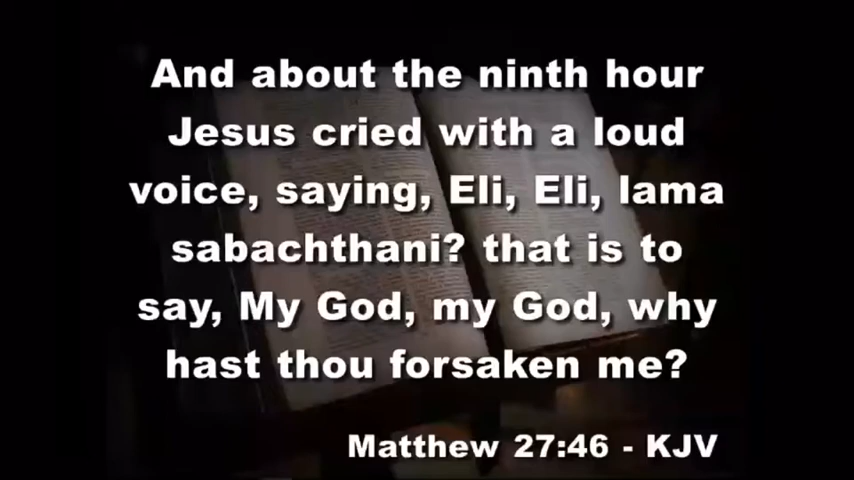 And about the ninth hour
Jesus cried with a loud
voice, saying, Eli, Eli, lama
sabachthani? that is to
say, My God, my God, why
hast thou forsaken me?
Matthew 27:46 - KJV